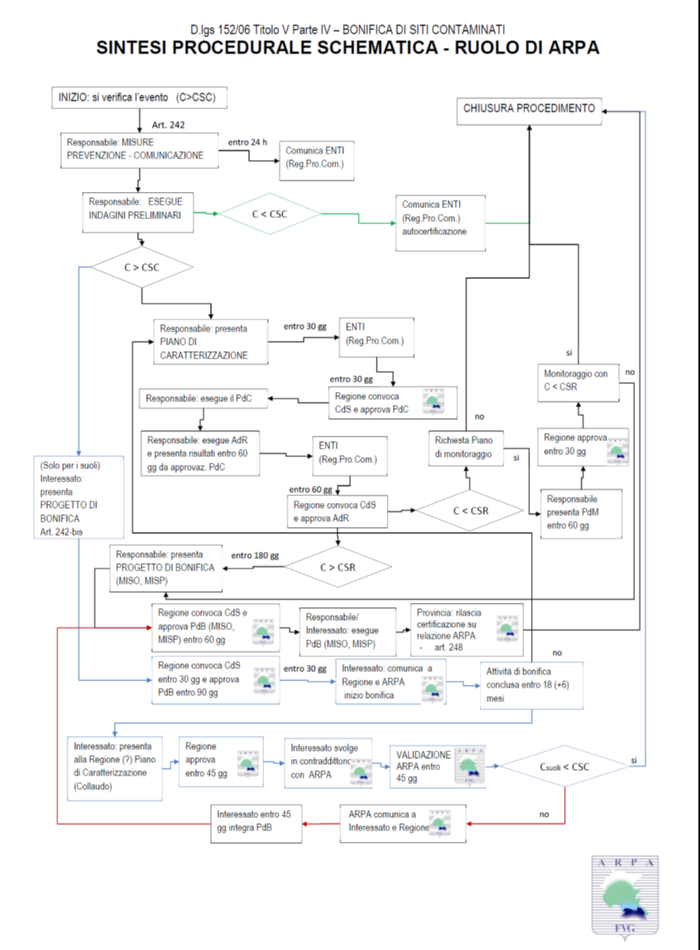 D.lgs 152/06 Titolo V Parte IV – BONIFICA DI SITI CONTAMINATI
SINTESI PROCEDURALE SCHEMATICA - RUOLO DI ARPA
INIZIO: si verifica l'evento (C>CSC)
CHIUSURA PROCEDIMENTO
Art. 242
Responsabile: MISURE
PREVENZIONE - COMUNICAZIONE
entro 24 h
Comunica ENTI
(Reg.Pro.Com.)
Responsabile: ESEGUE
INDAGINI PRELIMINARI
C < CSC
Comunica ENTI
(Reg.Pro.Com.)
autocertificazione
C > CSC
Responsabile: presenta
PIANO DI
CARATTERIZZAZIONE
entro 30 gg
ENTI
(Reg.Pro.Com.)
si
no
Monitoraggio con
C < CSR
entro 30 gg
Regione convoca
CdS e approva PdC
Responsabile: esegue il PdC
no
Responsabile: esegue AdR
e presenta risultati entro 60
gg da approvaz. PdC
ENTI
(Reg.Pro.Com.)
Richiesta Piano
di monitoraggio
si
Regione approva
entro 30 gg
(Solo per i suoli)
Interessato:
presenta
PROGETTO DI
BONIFICA
Art. 242-bis
entro 60 gg
Regione convoca CdS
e approva AdR
C < CSR
Responsabile
presenta PdM
entro 60 gg
Responsabile: presenta
PROGETTO DI BONIFICA
(MISO, MISP)
entro 180 gg
C > CSR
Regione convoca CdS e
approva PdB (MISO,
MISP) entro 60 gg
Responsabile/
Interessato: esegue
PdB (MISO, MISP)
Provincia: rilascia
certificazione su
relazione ARPA
- art. 248
no
Regione convoca CdS
entro 30 gg e approva
PdB entro 90 gg
entro 30 gg
Interessato: comunica a
Regione e ARPA
inizio bonifica
Attività di bonifica
conclusa entro 18 (+6)
mesi
Interessato: presenta
alla Regione (?) Piano
di Caratterizzazione
(Collaudo)
Regione
approva
entro 45 gg
Interessato svolge
in contraddittorio
con ARPA
VALIDAZIONE
ARPA entro
45 gg
Csuoli < CSC
si
no
Interessato entro 45
gg integra PdB
ARPA comunica a
Interessato e Regione
A R P A
FVG